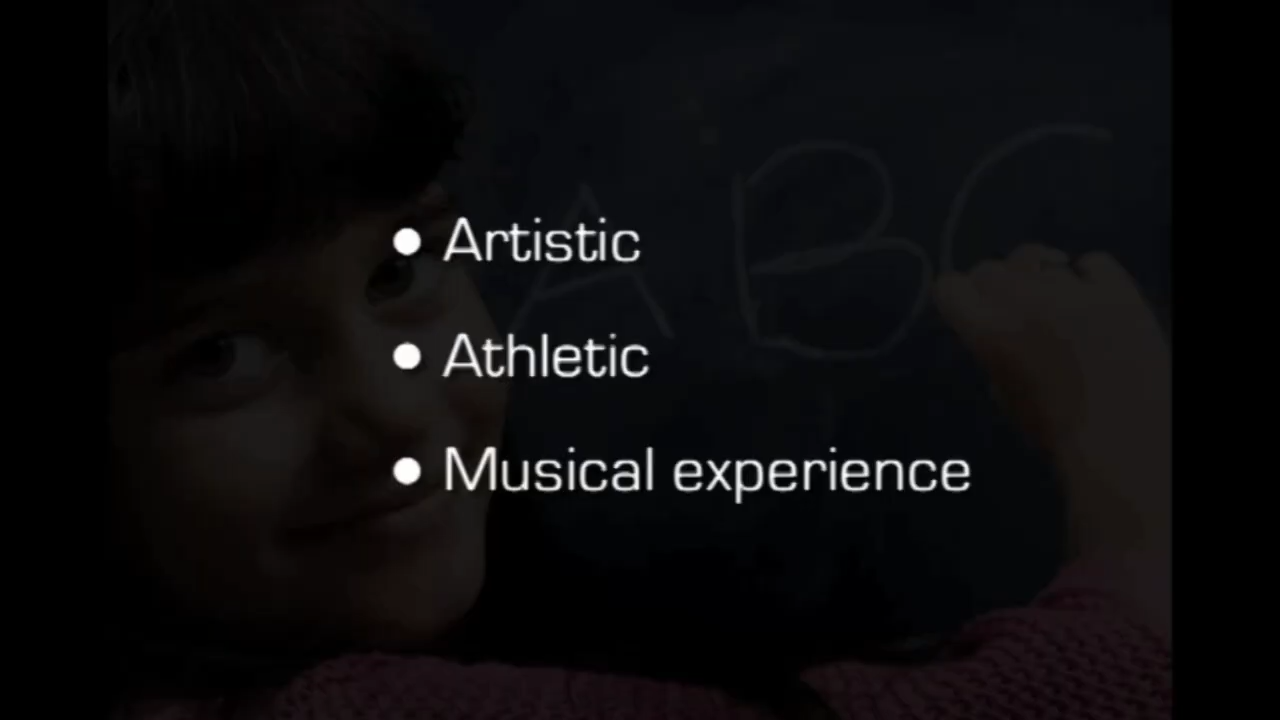 A B C
• Artistic
• Athletic
• Musical experience